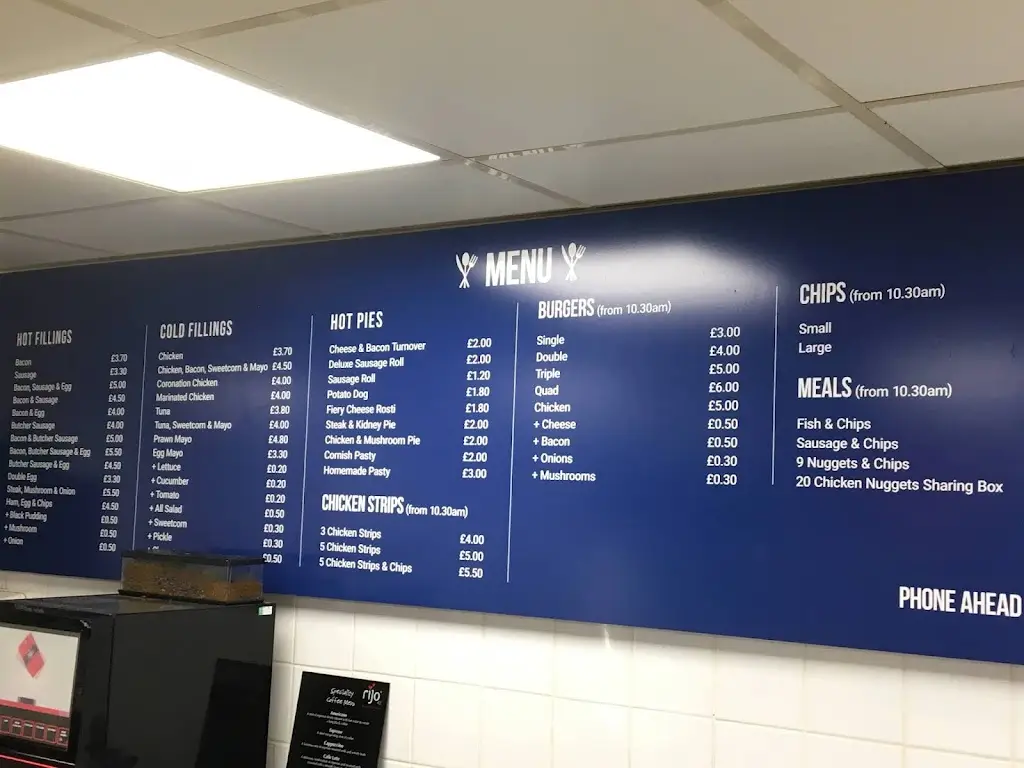 MENU
HOT FILLINGS
Bacon £3.70
Sausage £3.30
Bacon, Sausage & Egg £5.00
Bacon & Sausage £4.50
Bacon & Egg £4.00
Butcher Sausage £4.00
Bacon & Butcher Sausage £5.00
Bacon, Butcher Sausage & Egg £5.50
Butcher Sausage & Egg £4.50
Double Egg £3.30
Steak, Mushroom & Onion £5.50
Ham, Egg & Chips £4.50
+ Black Pudding £0.50
+ Mushroom £0.50
+ Onion £0.50
COLD FILLINGS
Chicken £3.70
Chicken, Bacon, Sweetcorn & Mayo £4.50
Coronation Chicken £4.00
Marinated Chicken £4.00
Tuna £3.80
Tuna, Sweetcorn & Mayo £4.00
Prawn Mayo £4.80
Egg Mayo £3.30
+ Lettuce £0.20
+ Cucumber £0.20
+ Tomato £0.20
+ All Salad £0.50
+ Sweetcorn £0.30
+ Pickle £0.30
£0.50
HOT PIES
Cheese & Bacon Turnover £2.00
Deluxe Sausage Roll £2.00
Sausage Roll £1.20
Potato Dog £1.80
Fiery Cheese Rosti £1.80
Steak & Kidney Pie £2.00
Chicken & Mushroom Pie £2.00
Cornish Pasty £2.00
Homemade Pasty £3.00
CHICKEN STRIPS (from 10.30am)
3 Chicken Strips £4.00
5 Chicken Strips £5.00
5 Chicken Strips & Chips £5.50
BURGERS (from 10.30am)
Single £3.00
Double £4.00
Triple £5.00
Quad £6.00
Chicken £5.00
+ Cheese £0.50
+ Bacon £0.50
+ Onions £0.30
+ Mushrooms £0.30
CHIPS (from 10.30am)
Small
Large
MEALS (from 10.30am)
Fish & Chips
Sausage & Chips
9 Nuggets & Chips
20 Chicken Nuggets Sharing Box
PHONE AHEAD
Speciality rijo
Coffee Menu
Americano
Espresso
Cappuccino
Cafe Latte